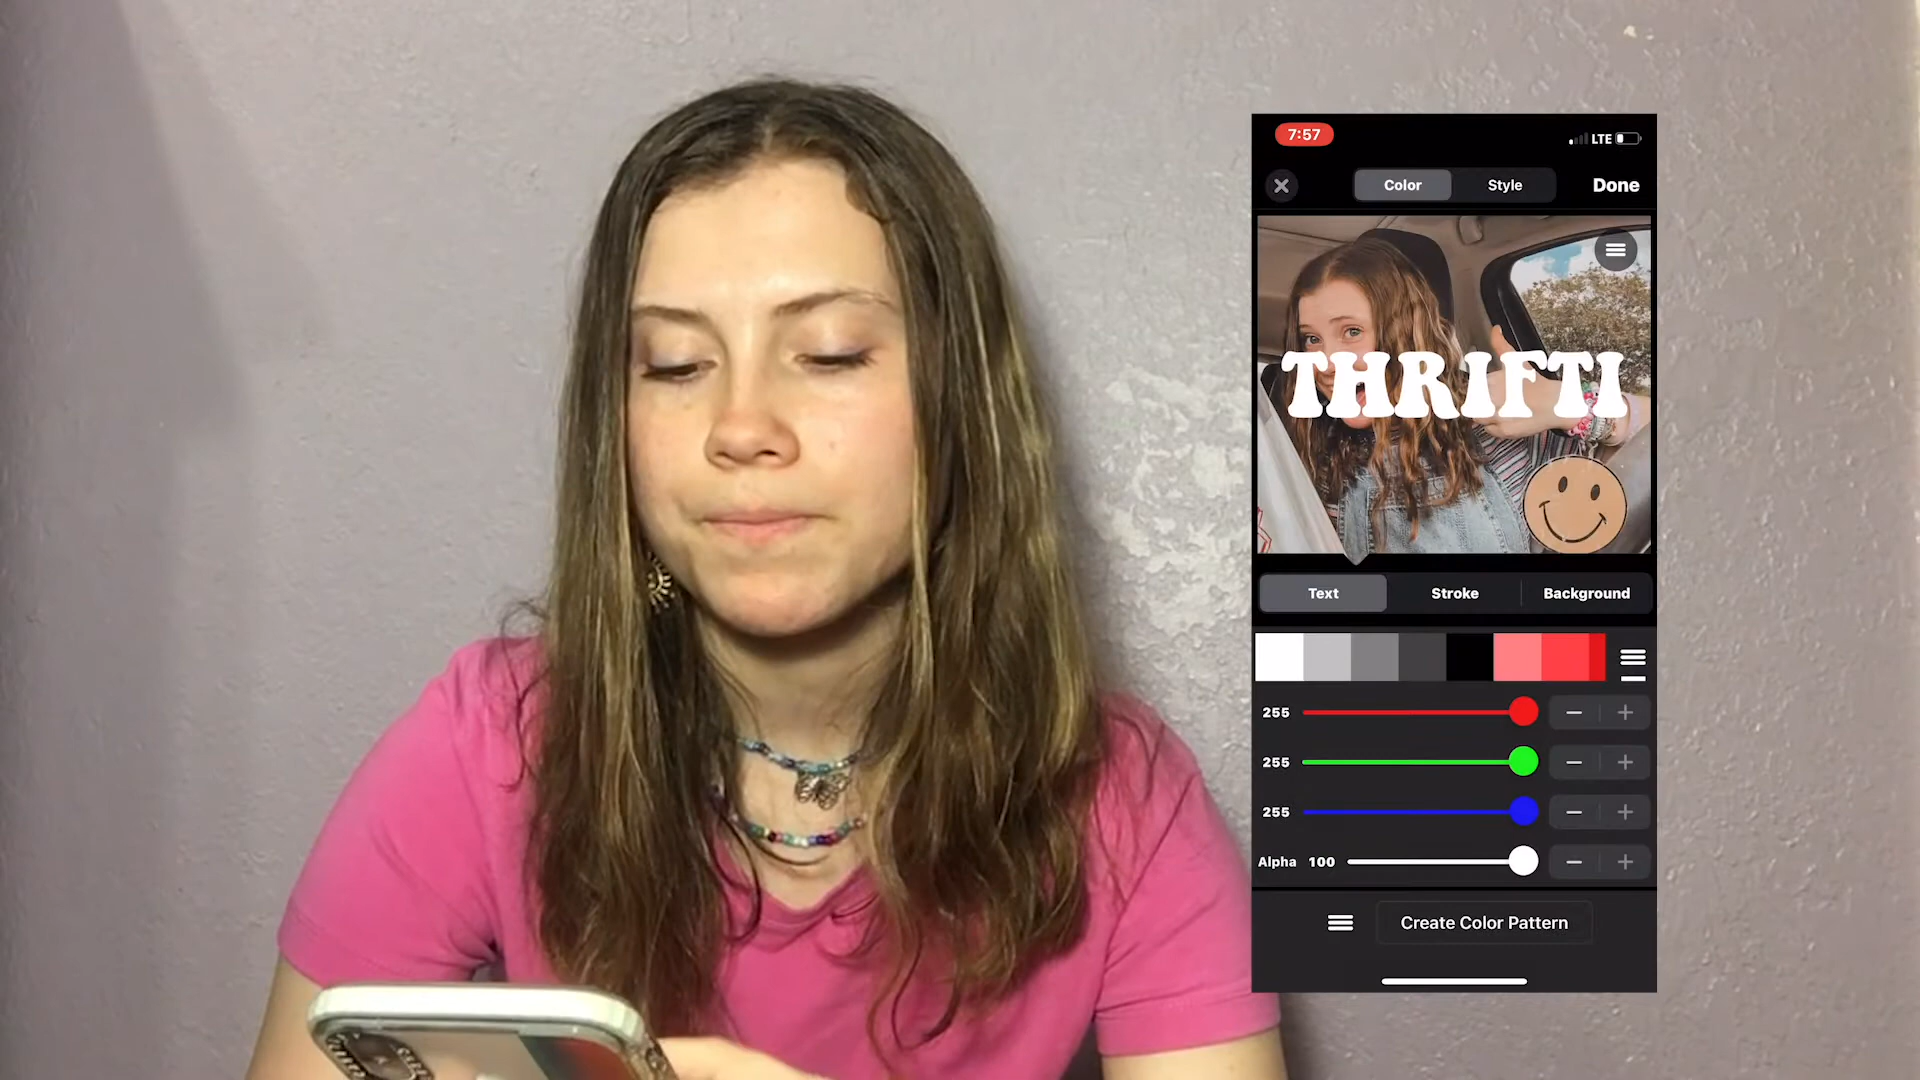 7:57
LTE
Color Style Done
THRIFTI
Text Stroke Background
255
255
255
Alpha 100
Create Color Pattern